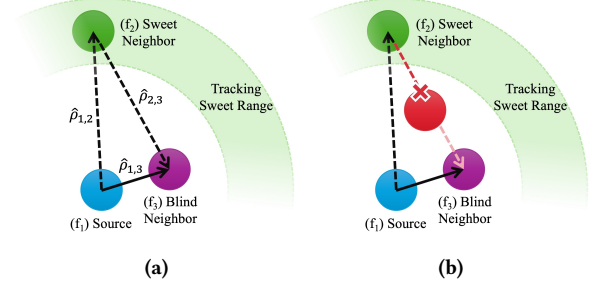 (f₂) Sweet
Neighbor
Tracking
Sweet Range
ρ̂₁,₂
ρ̂₂,₃
ρ̂₁,₃
(f₁) Source
(f₃) Blind
Neighbor
(a)
(f₂) Sweet
Neighbor
Tracking
Sweet Range
(f₁) Source
(f₃) Blind
Neighbor
(b)